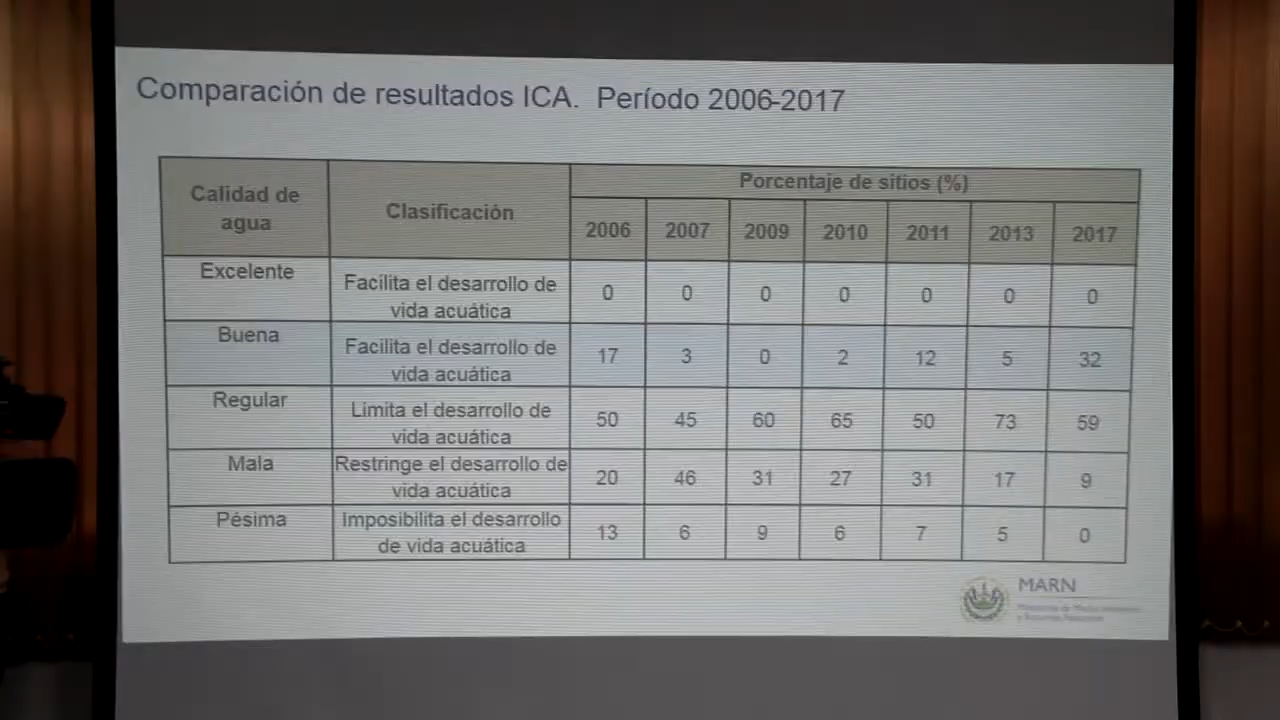 Comparación de resultados ICA. Período 2006-2017
Calidad de agua Clasificación Porcentaje de sitios (%)
2006 2007 2009 2010 2011 2013 2017
Excelente Facilita el desarrollo de vida acuática 0 0 0 0 0 0 0
Buena Facilita el desarrollo de vida acuática 17 3 0 2 12 5 32
Regular Limita el desarrollo de vida acuática 50 45 60 65 50 73 59
Mala Restringe el desarrollo de vida acuática 20 46 31 27 31 17 9
Pésima Imposibilita el desarrollo de vida acuática 13 6 9 6 7 5 0
MARN